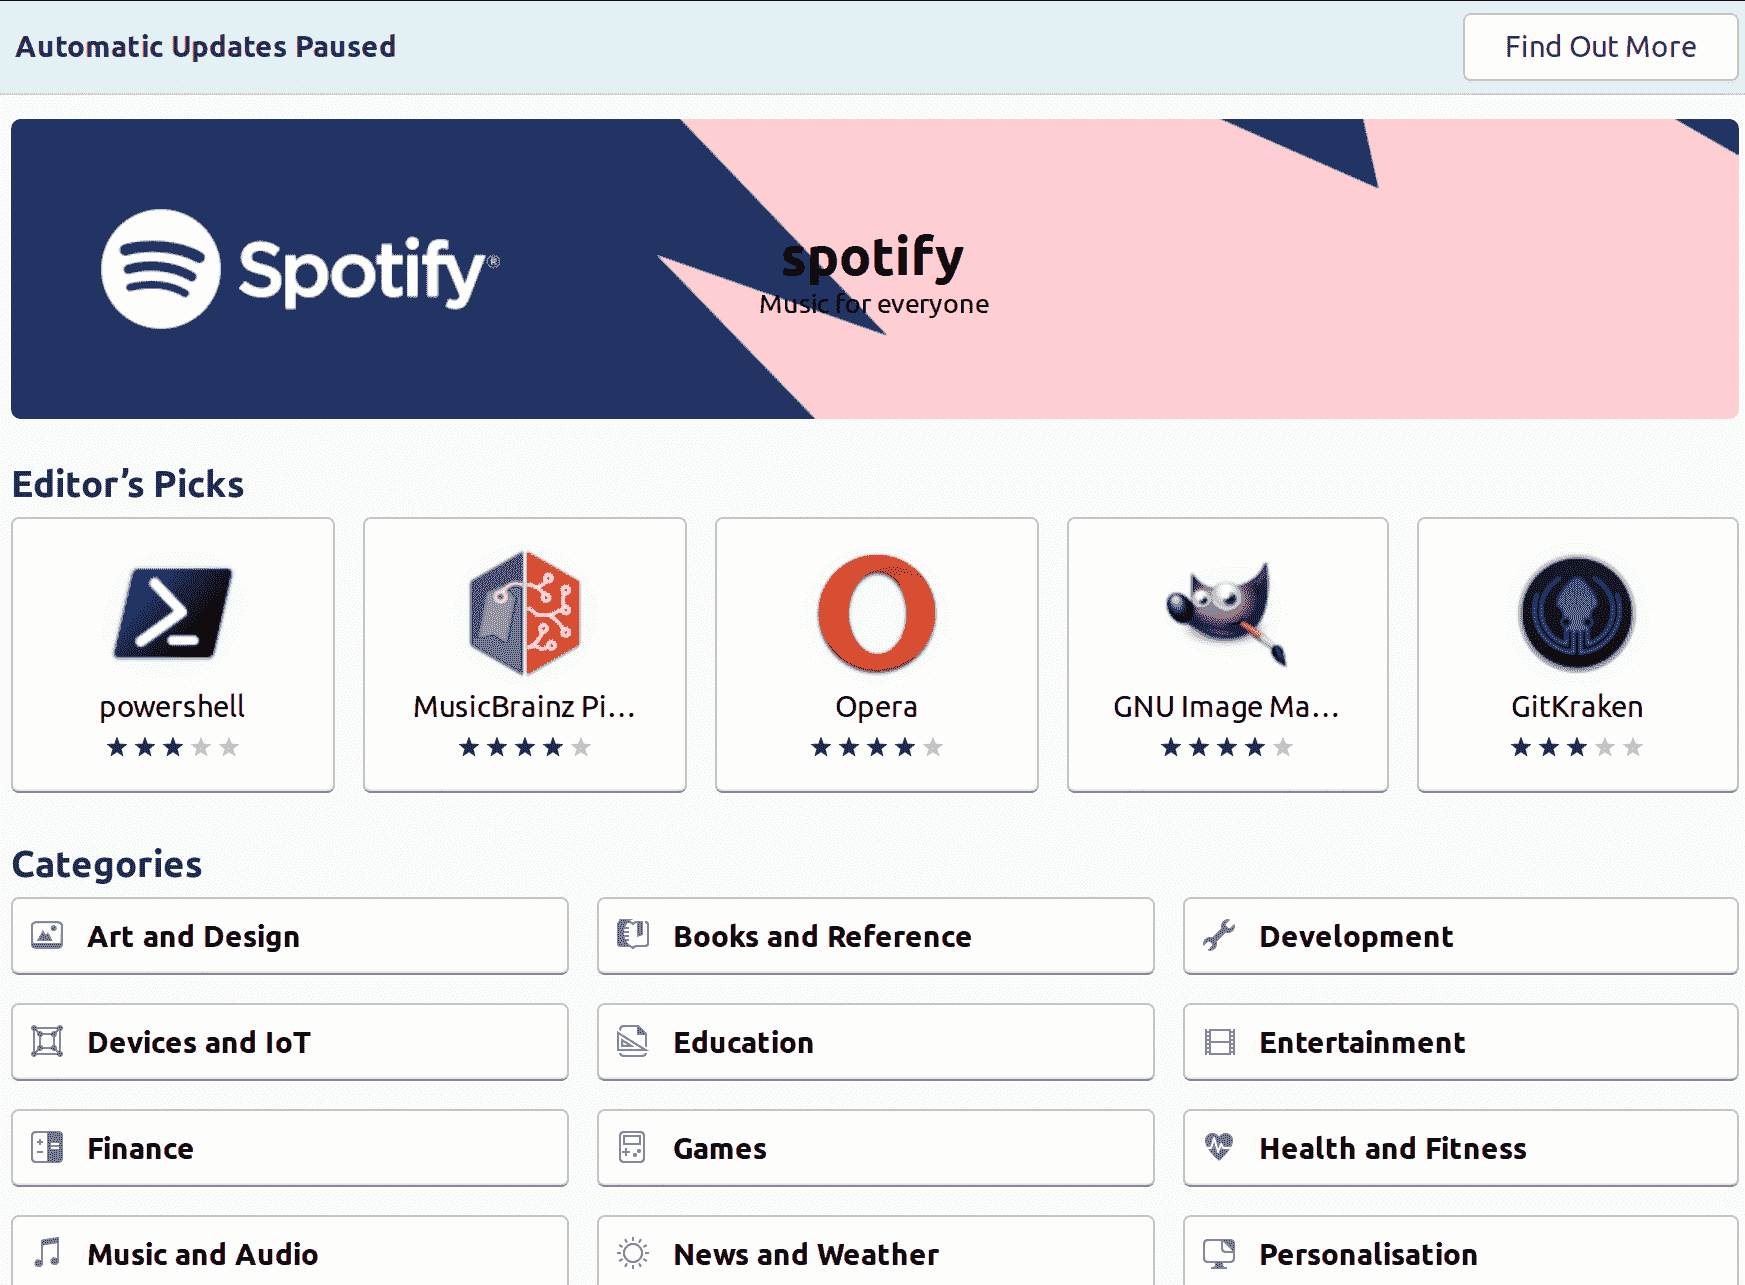 Automatic Updates Paused
Find Out More
Spotify®
spotify
Music for everyone
Editor’s Picks
powershell
MusicBrainz Pi…
Opera
GNU Image Ma…
GitKraken
Categories
Art and Design
Books and Reference
Development
Devices and IoT
Education
Entertainment
Finance
Games
Health and Fitness
Music and Audio
News and Weather
Personalisation